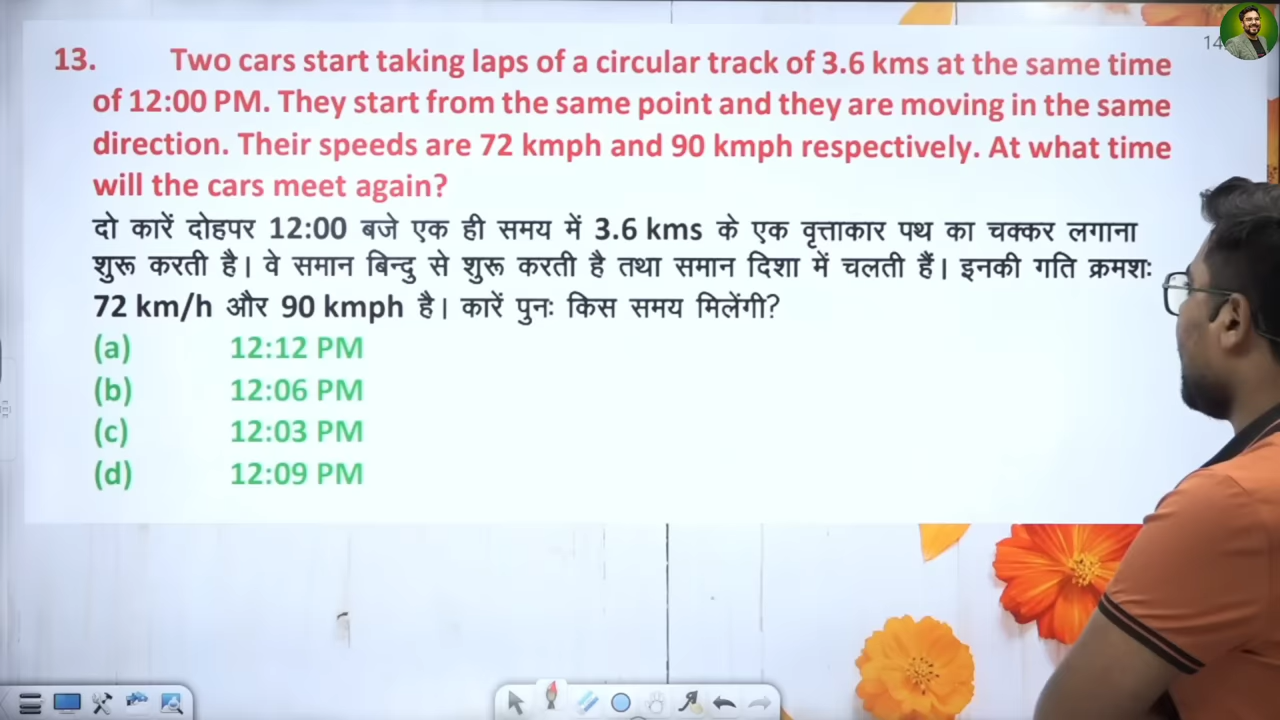 14
13. Two cars start taking laps of a circular track of 3.6 kms at the same time
of 12:00 PM. They start from the same point and they are moving in the same
direction. Their speeds are 72 kmph and 90 kmph respectively. At what time
will the cars meet again?
दो कारें दोहपर 12:00 बजे एक ही समय में 3.6 kms के एक वृत्ताकार पथ का चक्कर लगाना
शुरू करती है। वे समान बिन्दु से शुरू करती है तथा समान दिशा में चलती हैं। इनकी गति क्रमशः
72 km/h और 90 kmph है। कारें पुनः किस समय मिलेंगी?
(a) 12:12 PM
(b) 12:06 PM
(c) 12:03 PM
(d) 12:09 PM